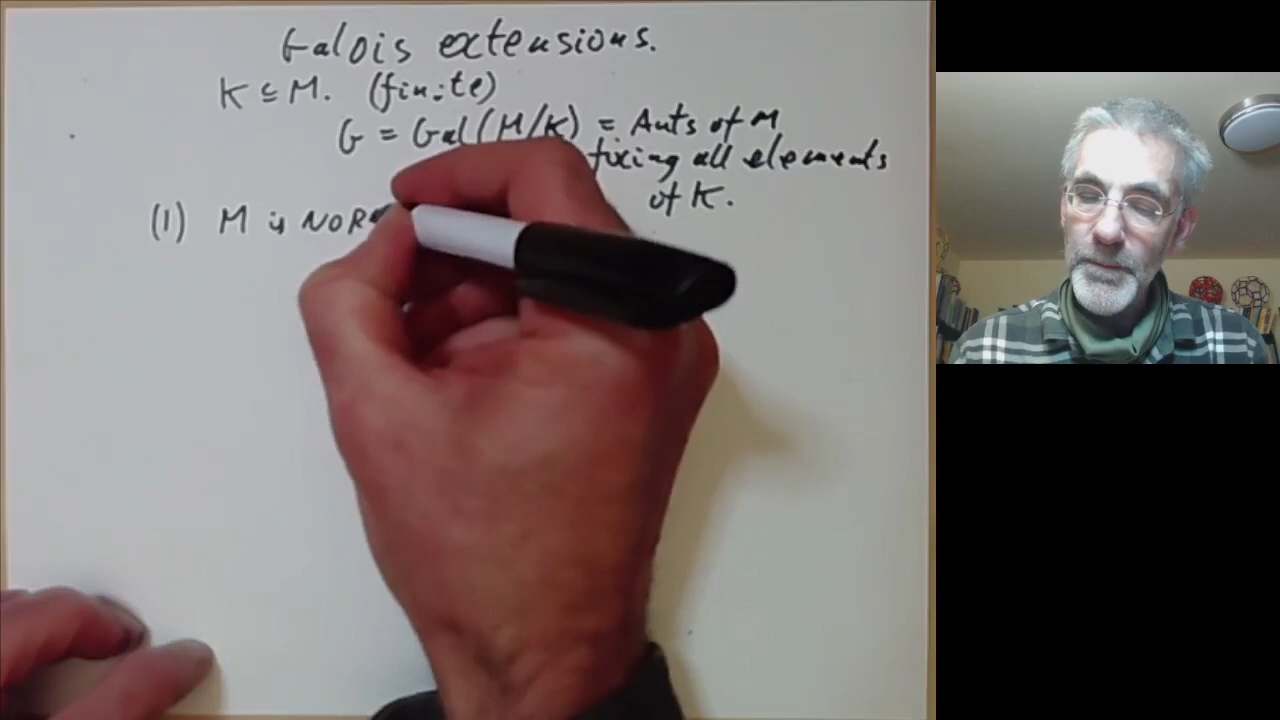 Galois extensions.
K ⊆ M. (finite)
G = Gal(M/K) = Auts of M
fixing all elements
of K.
(1) M is NOR